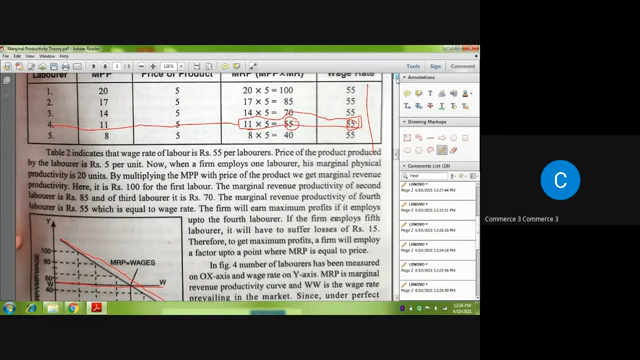 Marginal Productivity Theory.pdf - Adobe Reader
File Edit View Window Help
Tools Sign Comment
Labourer MPP Price of Product MRP (MPP×MR) Wage Rate
1. 20 5 20 × 5 = 100 55
2. 17 5 17 × 5 = 85 55
3. 14 5 14 × 5 = 70 55
4. 11 5 11 × 5 = 55 55
5. 8 5 8 × 5 = 40 55
Table 2 indicates that wage rate of labour is Rs. 55 per labourers. Price of the product produced
by the labourer is Rs. 5 per unit. Now, when a firm employs one labourer, his marginal physical
productivity is 20 units. By multiplying the MPP with price of the product we get marginal revenue
productivity. Here, it is Rs. 100 for the first labour. The marginal revenue productivity of second
labourer is Rs. 85 and of third labourer it is Rs. 70. The marginal revenue productivity of fourth
labourer is Rs. 55 which is equal to wage rate. The firm will earn maximum profits if it employs
upto the fourth labourer. If the firm employs fifth
labourer, it will have to suffer losses of Rs. 15.
Therefore, to get maximum profits, a firm will employ
a factor upto a point where MRP is equal to price.
In fig. 4 number of labourers has been measured
on OX-axis and wage rate on Y-axis. MRP is marginal
revenue productivity curve and WW is the wage rate
prevailing in the market. Since, under perfect
Y
100
80
60
W
40
MRP=WAGES
W
Annotations
Drawing Markups
Comments List
Find
LENOVO
LENOVO
LENOVO
LENOVO
LENOVO
C
Commerce 3 Commerce 3